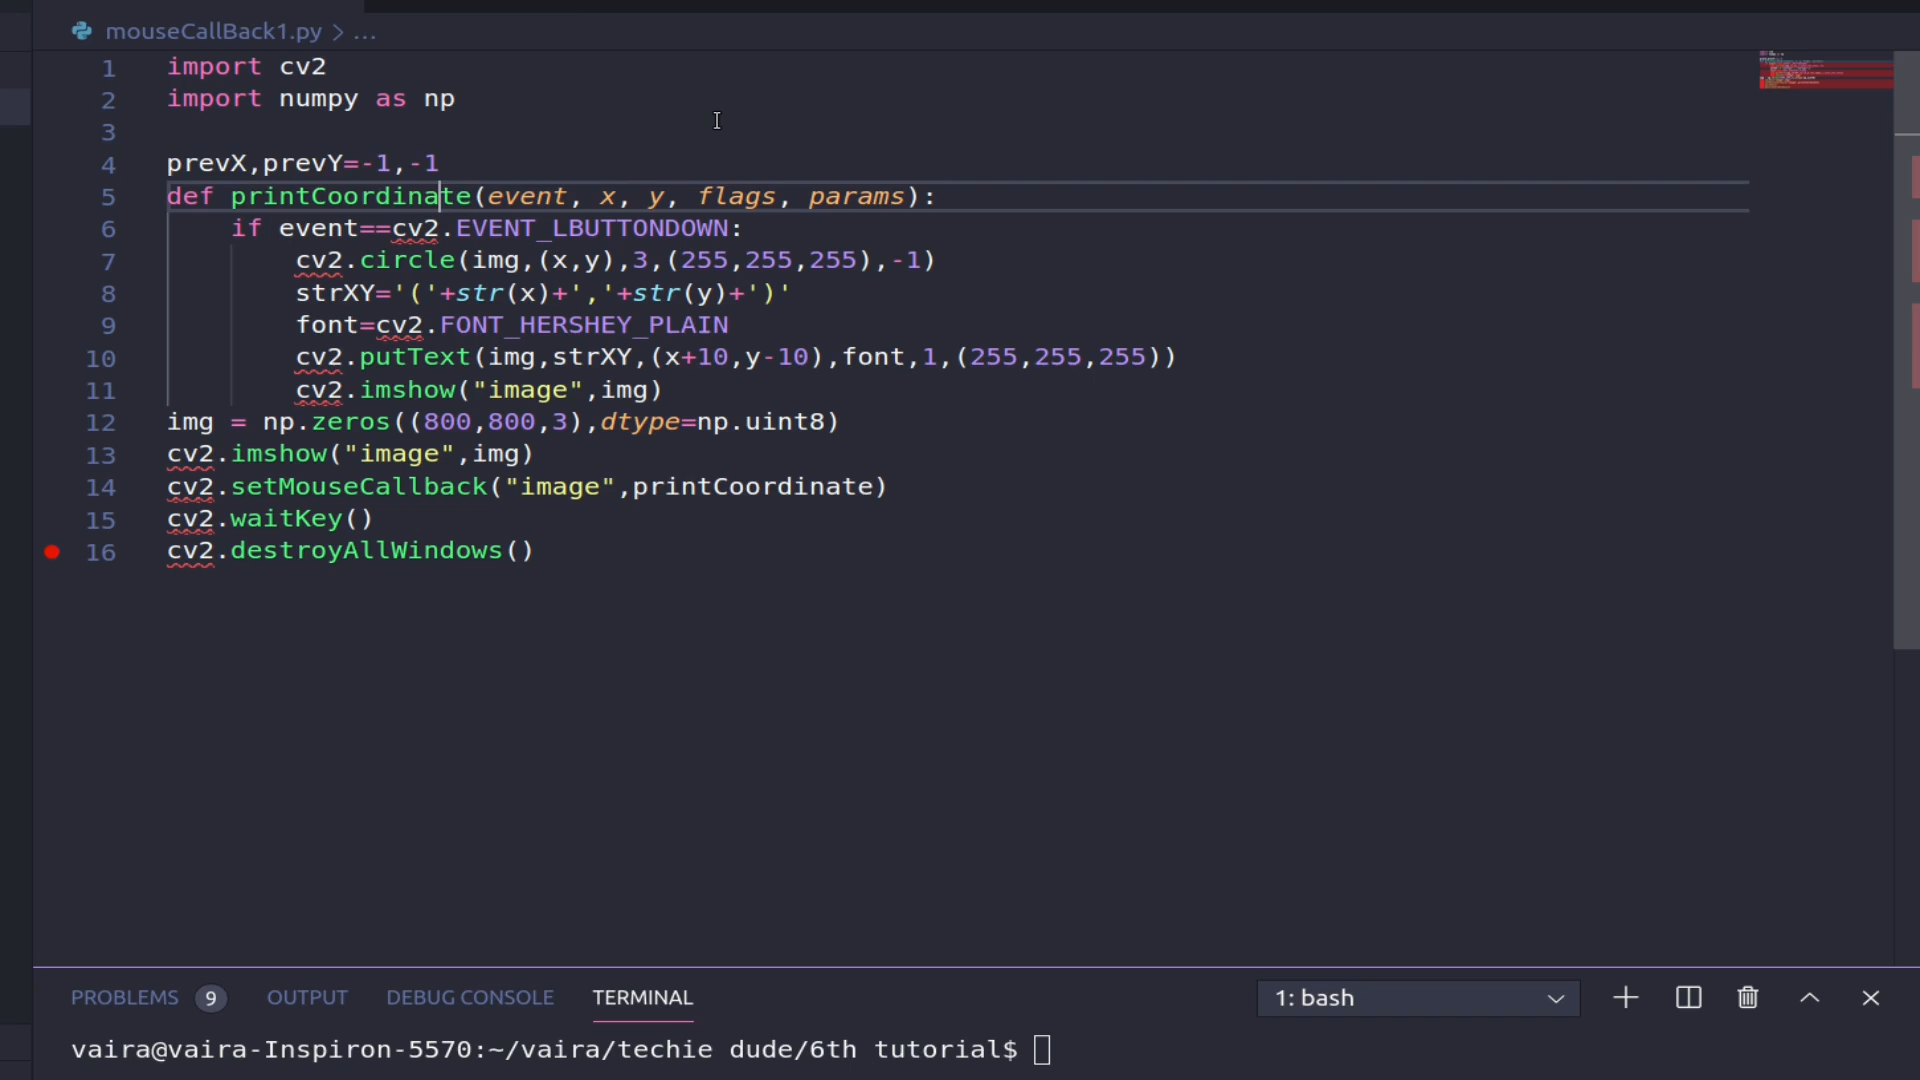 mouseCallBack1.py > ...
1 import cv2
2 import numpy as np
3
4 prevX,prevY=-1,-1
5 def printCoordinate(event, x, y, flags, params):
6     if event==cv2.EVENT_LBUTTONDOWN:
7         cv2.circle(img,(x,y),3,(255,255,255),-1)
8         strXY='('+str(x)+','+str(y)+')'
9         font=cv2.FONT_HERSHEY_PLAIN
10         cv2.putText(img,strXY,(x+10,y-10),font,1,(255,255,255))
11         cv2.imshow("image",img)
12 img = np.zeros((800,800,3),dtype=np.uint8)
13 cv2.imshow("image",img)
14 cv2.setMouseCallback("image",printCoordinate)
15 cv2.waitKey()
16 cv2.destroyAllWindows()
PROBLEMS 9 OUTPUT DEBUG CONSOLE TERMINAL 1: bash
vaira@vaira-Inspiron-5570:~/vaira/techie dude/6th tutorial$